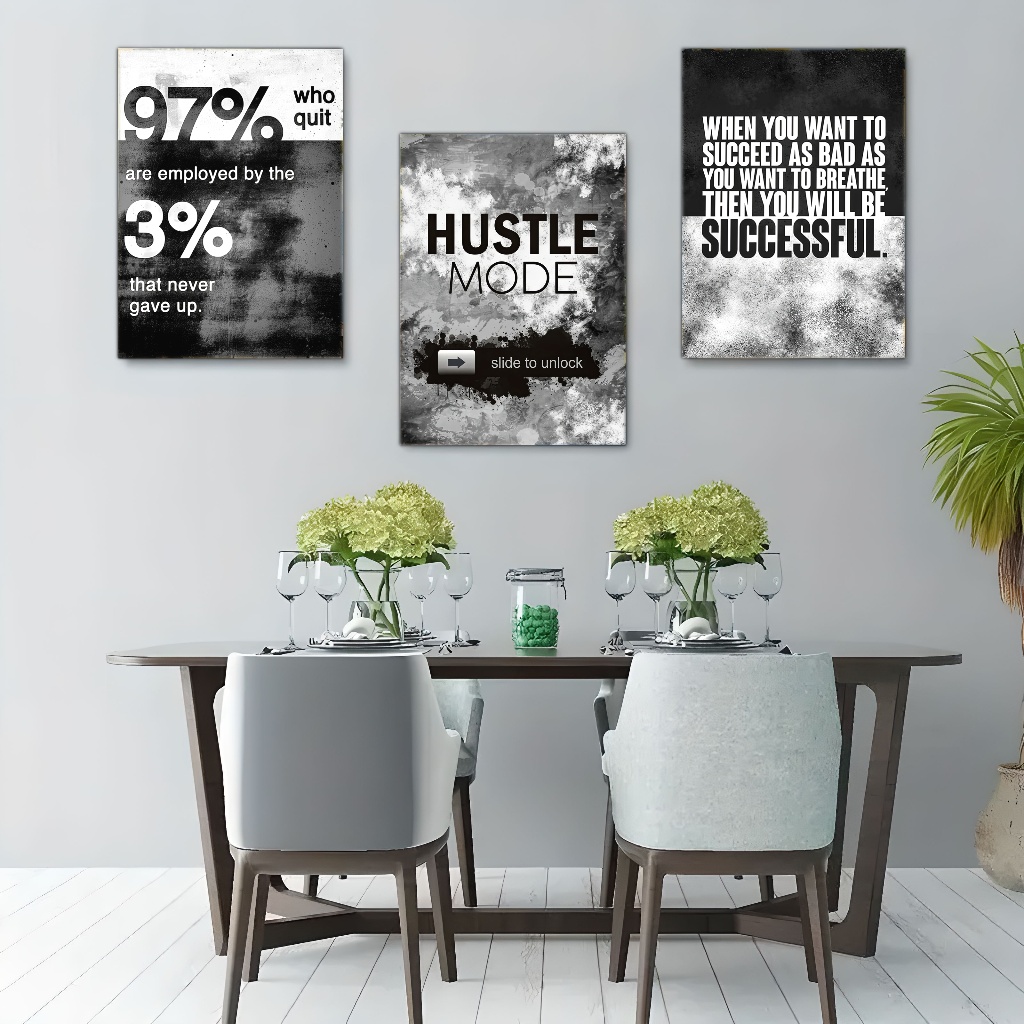 97% who
quit
are employed by the
3%
that never
gave up.
HUSTLE
MODE
slide to unlock
WHEN YOU WANT TO
SUCCEED AS BAD AS
YOU WANT TO BREATHE,
THEN YOU WILL BE
SUCCESSFUL.